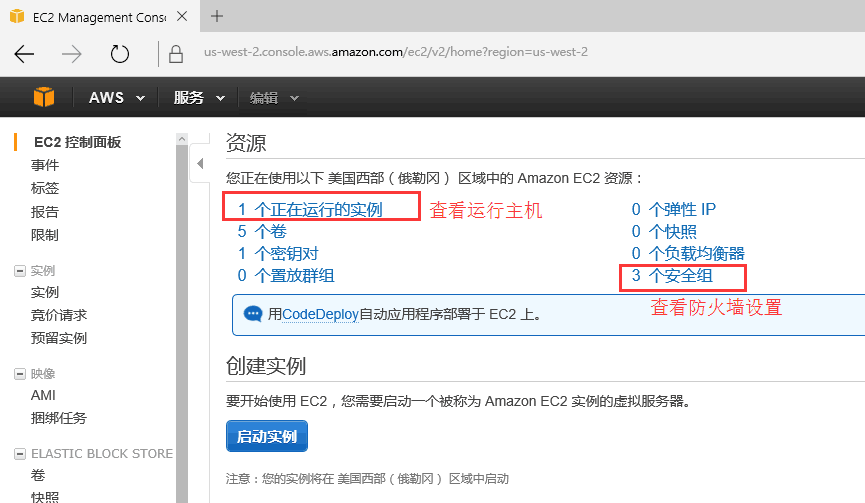 EC2 Management Conso
us-west-2.console.aws.amazon.com/ec2/v2/home?region=us-west-2
AWS 服务 编辑
EC2 控制面板
事件
标签
报告
限制
实例
实例
竞价请求
预留实例
映像
AMI
捆绑任务
ELASTIC BLOCK STORE
卷
快照
资源
您正在使用以下 美国西部（俄勒冈） 区域中的 Amazon EC2 资源：
1 个正在运行的实例 查看运行主机 0 个弹性 IP
5 个卷 0 个快照
1 个密钥对 0 个负载均衡器
0 个置放群组 3 个安全组
查看防火墙设置
用CodeDeploy自动应用程序部署于 EC2 上。
创建实例
要开始使用 EC2，您需要启动一个被称为 Amazon EC2 实例的虚拟服务器。
启动实例
注意：您的实例将在 美国西部（俄勒冈） 区域中启动